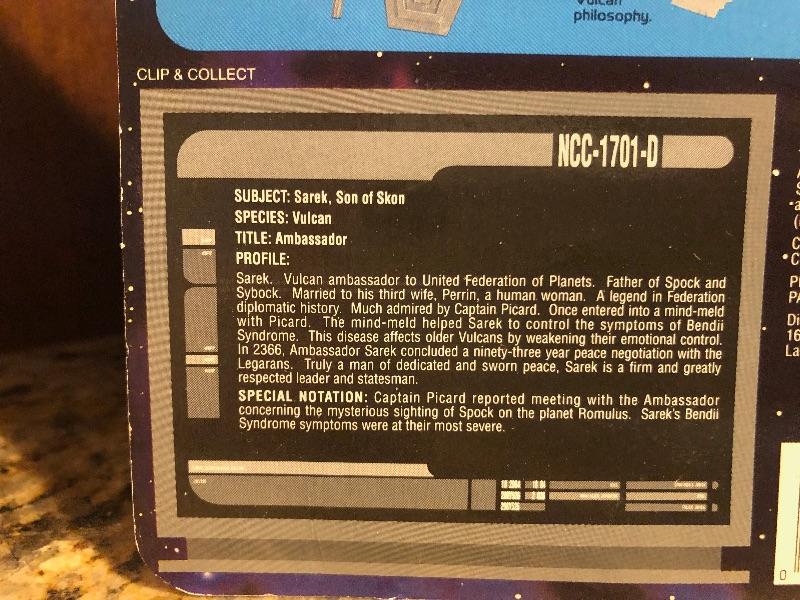 Vulcan
philosophy.
CLIP & COLLECT
NCC-1701-D
SUBJECT: Sarek, Son of Skon
SPECIES: Vulcan
TITLE: Ambassador
PROFILE:
Sarek. Vulcan ambassador to United Federation of Planets. Father of Spock and
Sybock. Married to his third wife, Perrin, a human woman. A legend in Federation
diplomatic history. Much admired by Captain Picard. Once entered into a mind-meld
with Picard. The mind-meld helped Sarek to control the symptoms of Bendii
Syndrome. This disease affects older Vulcans by weakening their emotional control.
In 2366, Ambassador Sarek concluded a ninety-three year peace negotiation with the
Legarans. Truly a man of dedicated and sworn peace, Sarek is a firm and greatly
respected leader and statesman.
SPECIAL NOTATION: Captain Picard reported meeting with the Ambassador
concerning the mysterious sighting of Spock on the planet Romulus. Sarek's Bendii
Syndrome symptoms were at their most severe.
0